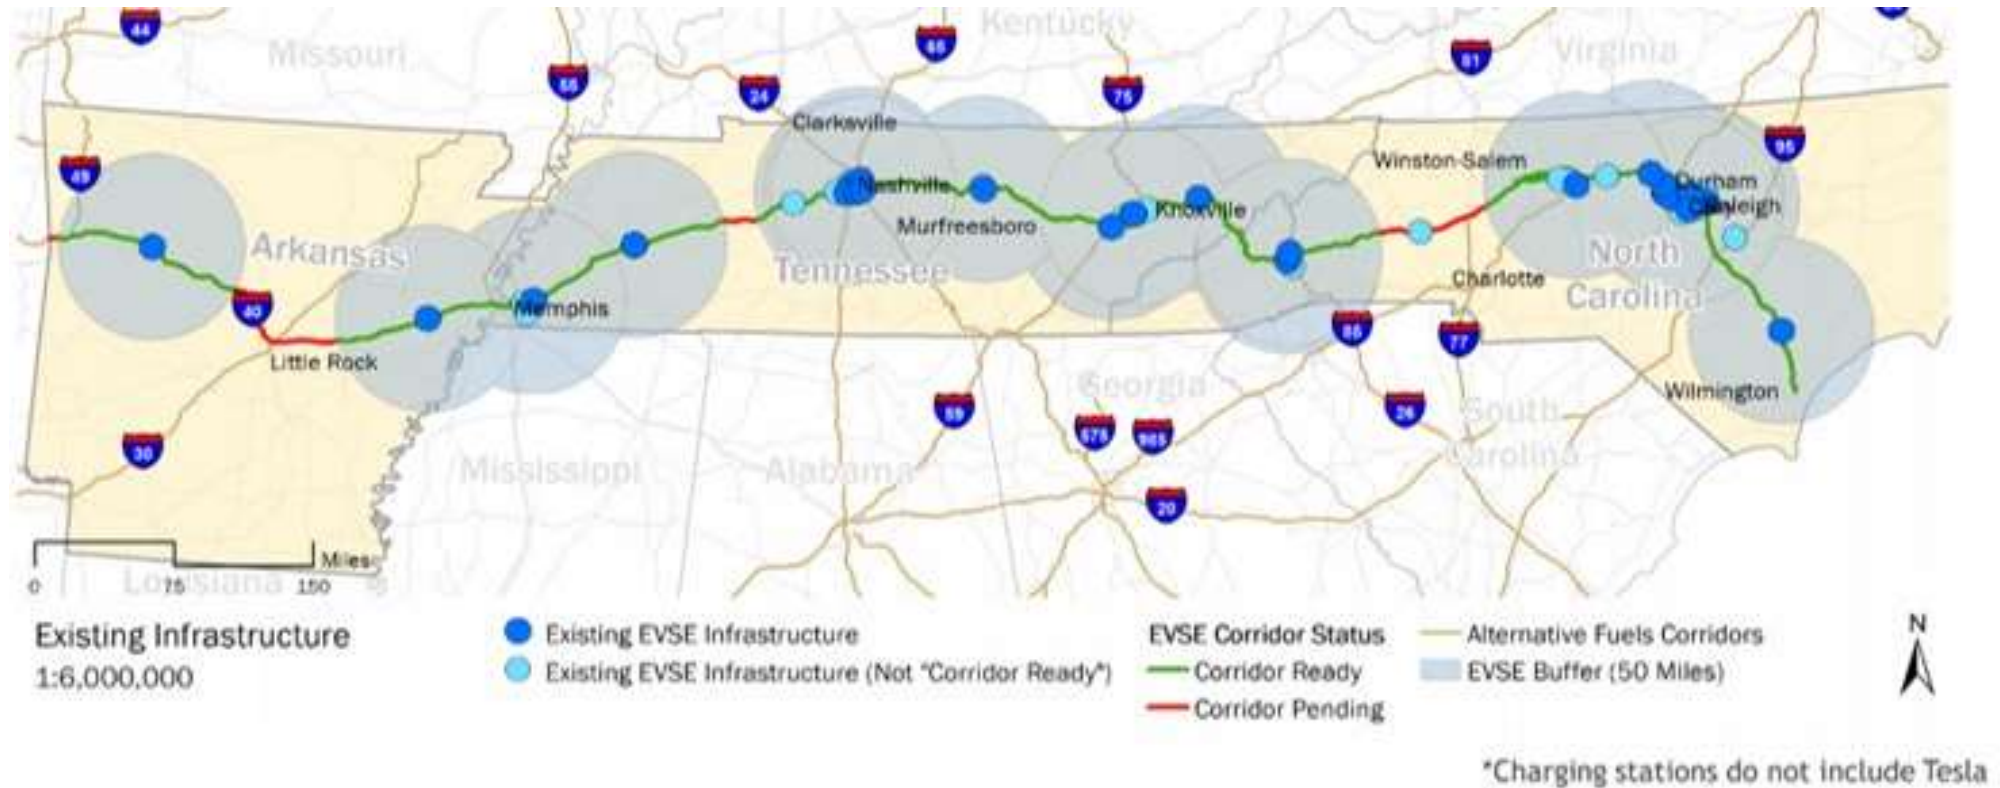 44
Missouri
55
24
65
Kentucky
75
81
Virginia
49
Clarksville
95
Arkansas
Nashville
Murfreesboro
Tennessee
Knoxville
Winston-Salem
Durham
Raleigh
North
Carolina
Charlotte
40
Memphis
Little Rock
85
77
Wilmington
30
Mississippi
Alabama
59
Georgia
575
985
26
South
Carolina
20
Louisiana
0
75
150
Miles
Existing Infrastructure
1:6,000,000
Existing EVSE Infrastructure
Existing EVSE Infrastructure (Not "Corridor Ready")
EVSE Corridor Status
Corridor Ready
Corridor Pending
Alternative Fuels Corridors
EVSE Buffer (50 Miles)
N
*Charging stations do not include Tesla